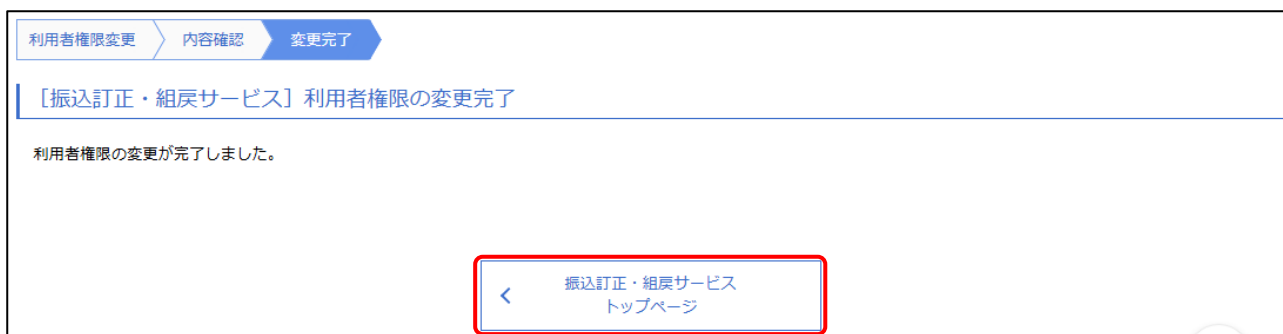 利用者権限変更 内容確認 変更完了
[振込訂正・組戻サービス] 利用者権限の変更完了
利用者権限の変更が完了しました。
振込訂正・組戻サービス
トップページ